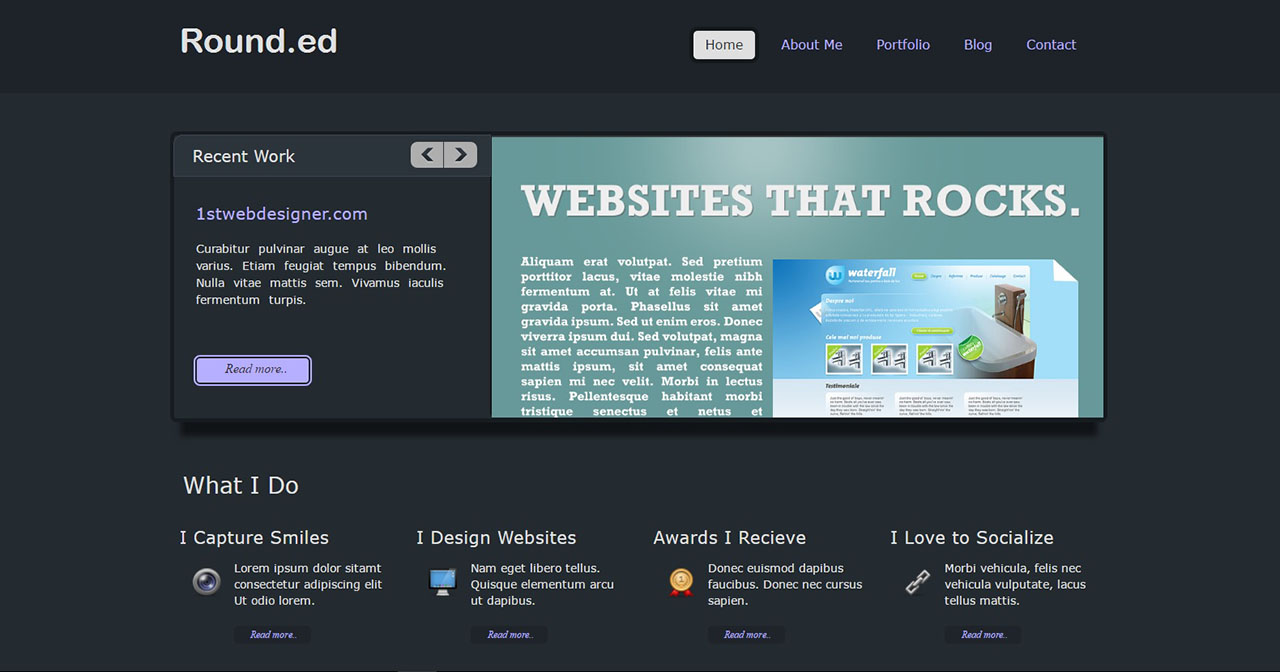 Round.ed
Home
About Me
Portfolio
Blog
Contact
Recent Work
1stwebdesigner.com
Curabitur pulvinar augue at leo mollis
varius. Etiam feugiat tempus bibendum.
Nulla vitae mattis sem. Vivamus iaculis
fermentum turpis.
Read more..
WEBSITES THAT ROCKS.
Aliquam erat volutpat. Sed pretium
porttitor lacus, vitae molestie nibh
fermentum at. Ut at felis vitae mi
gravida porta. Phasellus sit amet
gravida ipsum. Sed ut enim eros. Donec
viverra ipsum dui. Sed volutpat, magna
sit amet accumsan pulvinar, felis ante
mattis ipsum, sit amet consequat
sapien mi nec velit. Morbi in lectus
risus. Pellentesque habitant morbi
tristique senectus et netus et
waterfall
Despre noi
Cele mai noi produse
Testimoniale
What I Do
I Capture Smiles
Lorem ipsum dolor sitamt
consectetur adipiscing elit
Ut odio lorem.
Read more..
I Design Websites
Nam eget libero tellus.
Quisque elementum arcu
ut dapibus.
Read more..
Awards I Recieve
Donec euismod dapibus
faucibus. Donec nec cursus
sapien.
Read more..
I Love to Socialize
Morbi vehicula, felis nec
vehicula vulputate, lacus
tellus mattis.
Read more..